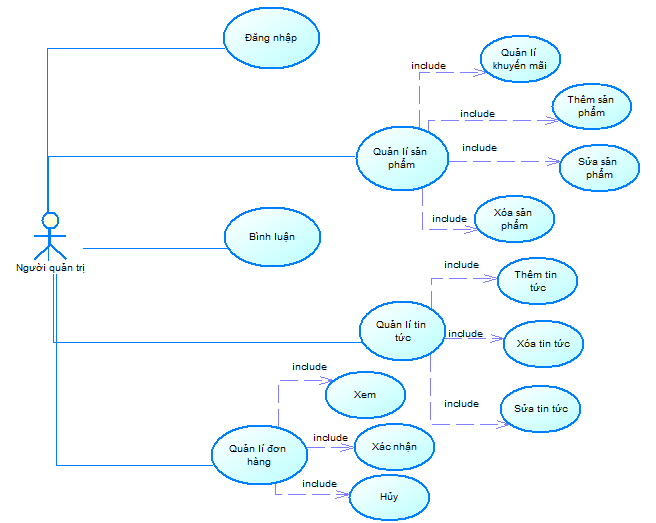 Đăng nhập
include
Quản lí
khuyến mãi
include
Thêm sản
phẩm
Quản lí sản
phẩm
include
Sửa sản
phẩm
include
Xóa sản
phẩm
Bình luận
Người quản trị
include
Thêm tin
tức
Quản lí tin
tức
include
Xóa tin tức
include
Sửa tin tức
include
Xem
Quản lí đơn
hàng
include
Xác nhận
include
Hủy